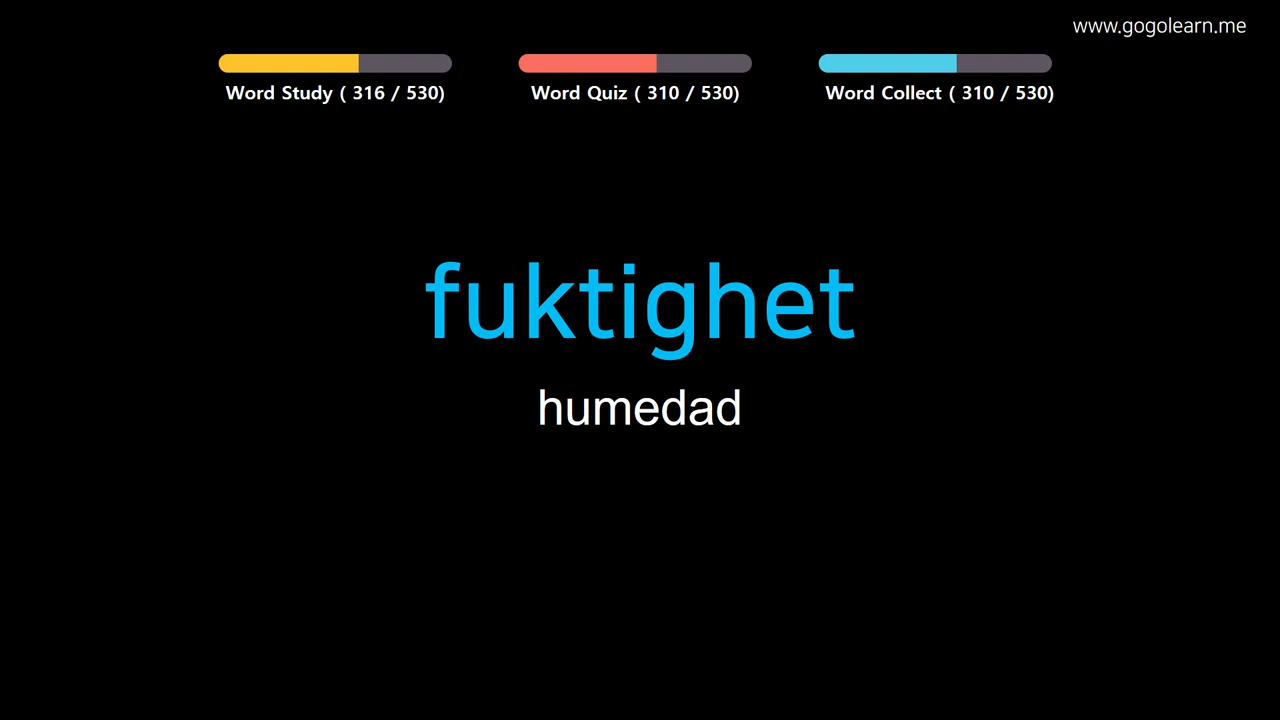 www.gogolearn.me
Word Study ( 316 / 530)
Word Quiz ( 310 / 530)
Word Collect ( 310 / 530)
fuktighet
humedad